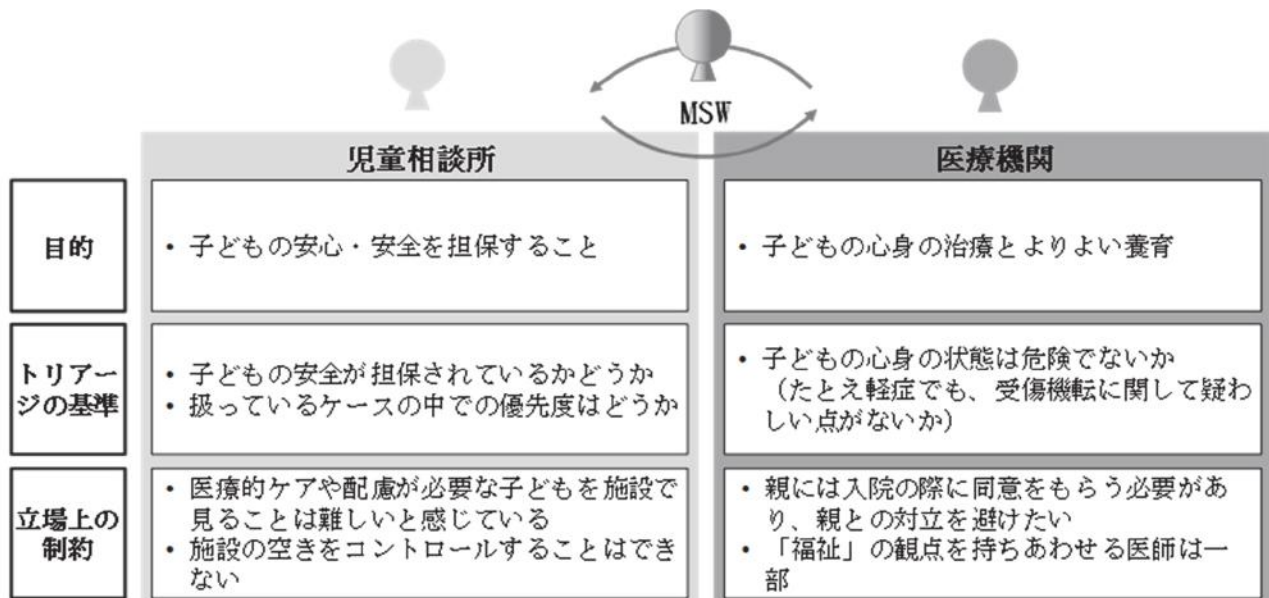 MSW
児童相談所
医療機関
目的
• 子どもの安心・安全を担保すること
• 子どもの心身の治療とよりよい養育
トリアー
ジの基準
• 子どもの安全が担保されているかどうか
• 扱っているケースの中での優先度はどうか
• 子どもの心身の状態は危険でないか
（たとえ軽症でも、受傷機転に関して疑わ
しい点がないか）
立場上の
制約
• 医療的ケアや配慮が必要な子どもを施設で
見ることは難しいと感じている
• 施設の空きをコントロールすることはでき
ない
• 親には入院の際に同意をもらう必要があ
り、親との対立を避けたい
• 「福祉」の観点を持ちあわせる医師は一
部